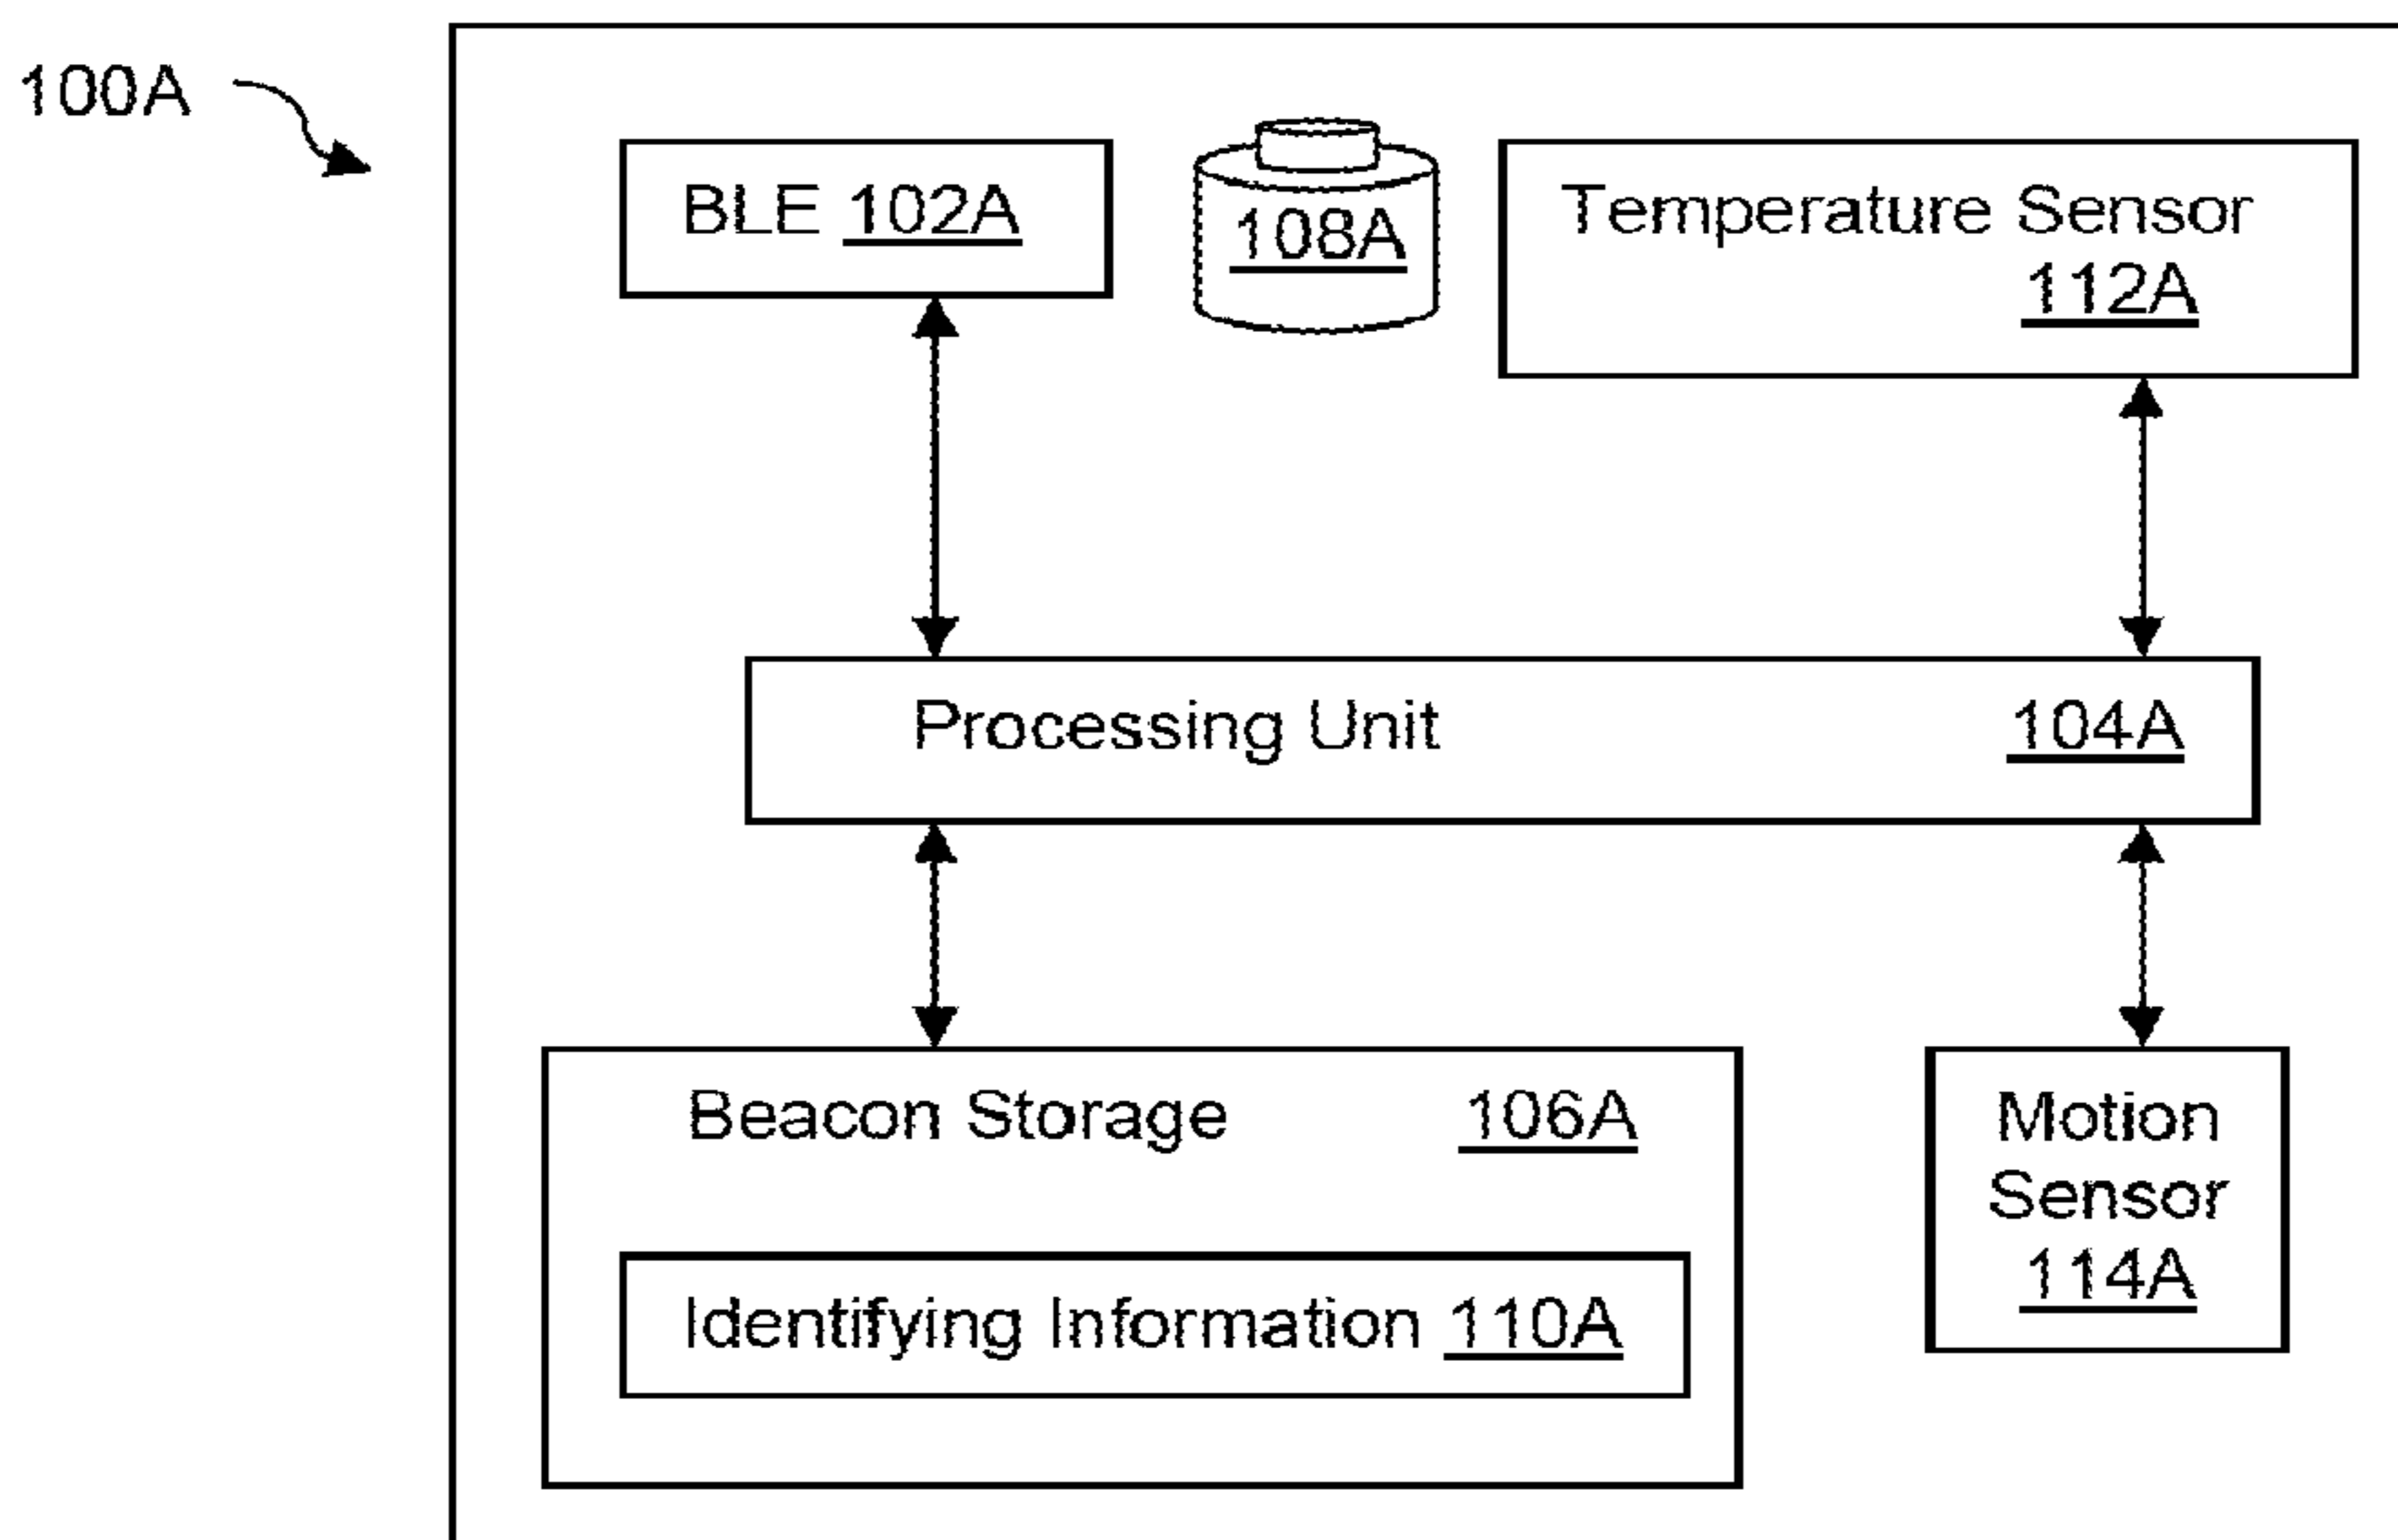 100A
BLE 102A
108A
Temperature Sensor
112A
Processing Unit 104A
Beacon Storage 106A
Identifying Information 110A
Motion
Sensor
114A